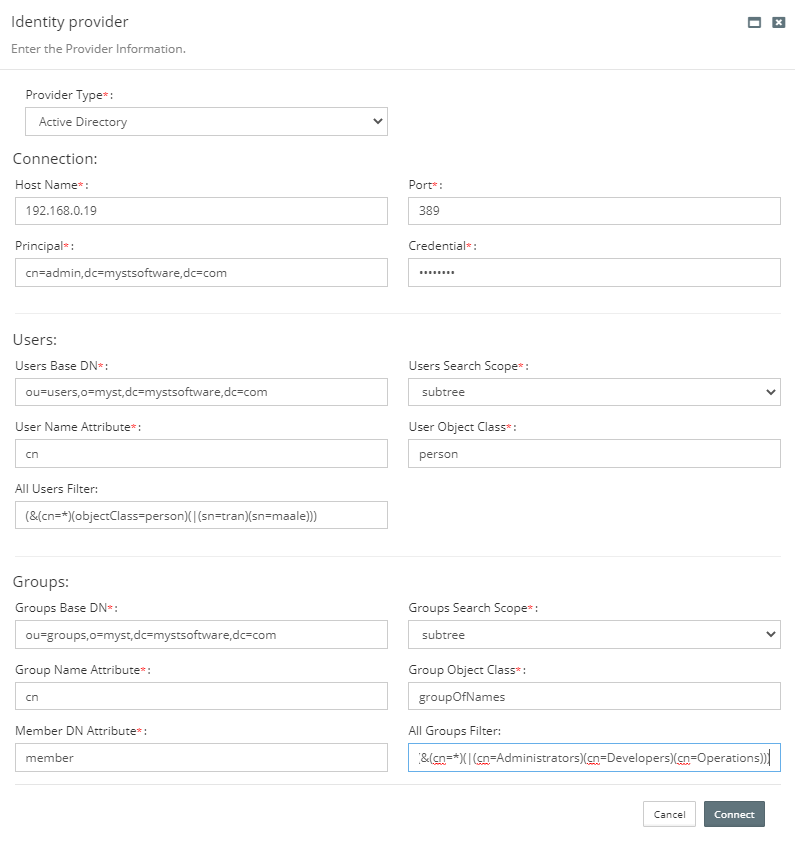 Identity provider
Enter the Provider Information.
Provider Type*:
Active Directory
Connection:
Host Name*: Port*:
192.168.0.19 389
Principal*: Credential*:
cn=admin,dc=mystsoftware,dc=com ••••••••
Users:
Users Base DN*: Users Search Scope*:
ou=users,o=myst,dc=mystsoftware,dc=com subtree
User Name Attribute*: User Object Class*:
cn person
All Users Filter:
(&(cn=*)(objectClass=person)(|(sn=tran)(sn=maale)))
Groups:
Groups Base DN*: Groups Search Scope*:
ou=groups,o=myst,dc=mystsoftware,dc=com subtree
Group Name Attribute*: Group Object Class*:
cn groupOfNames
Member DN Attribute*: All Groups Filter:
member (&(cn=*)(|(cn=Administrators)(cn=Developers)(cn=Operations)))
Cancel Connect